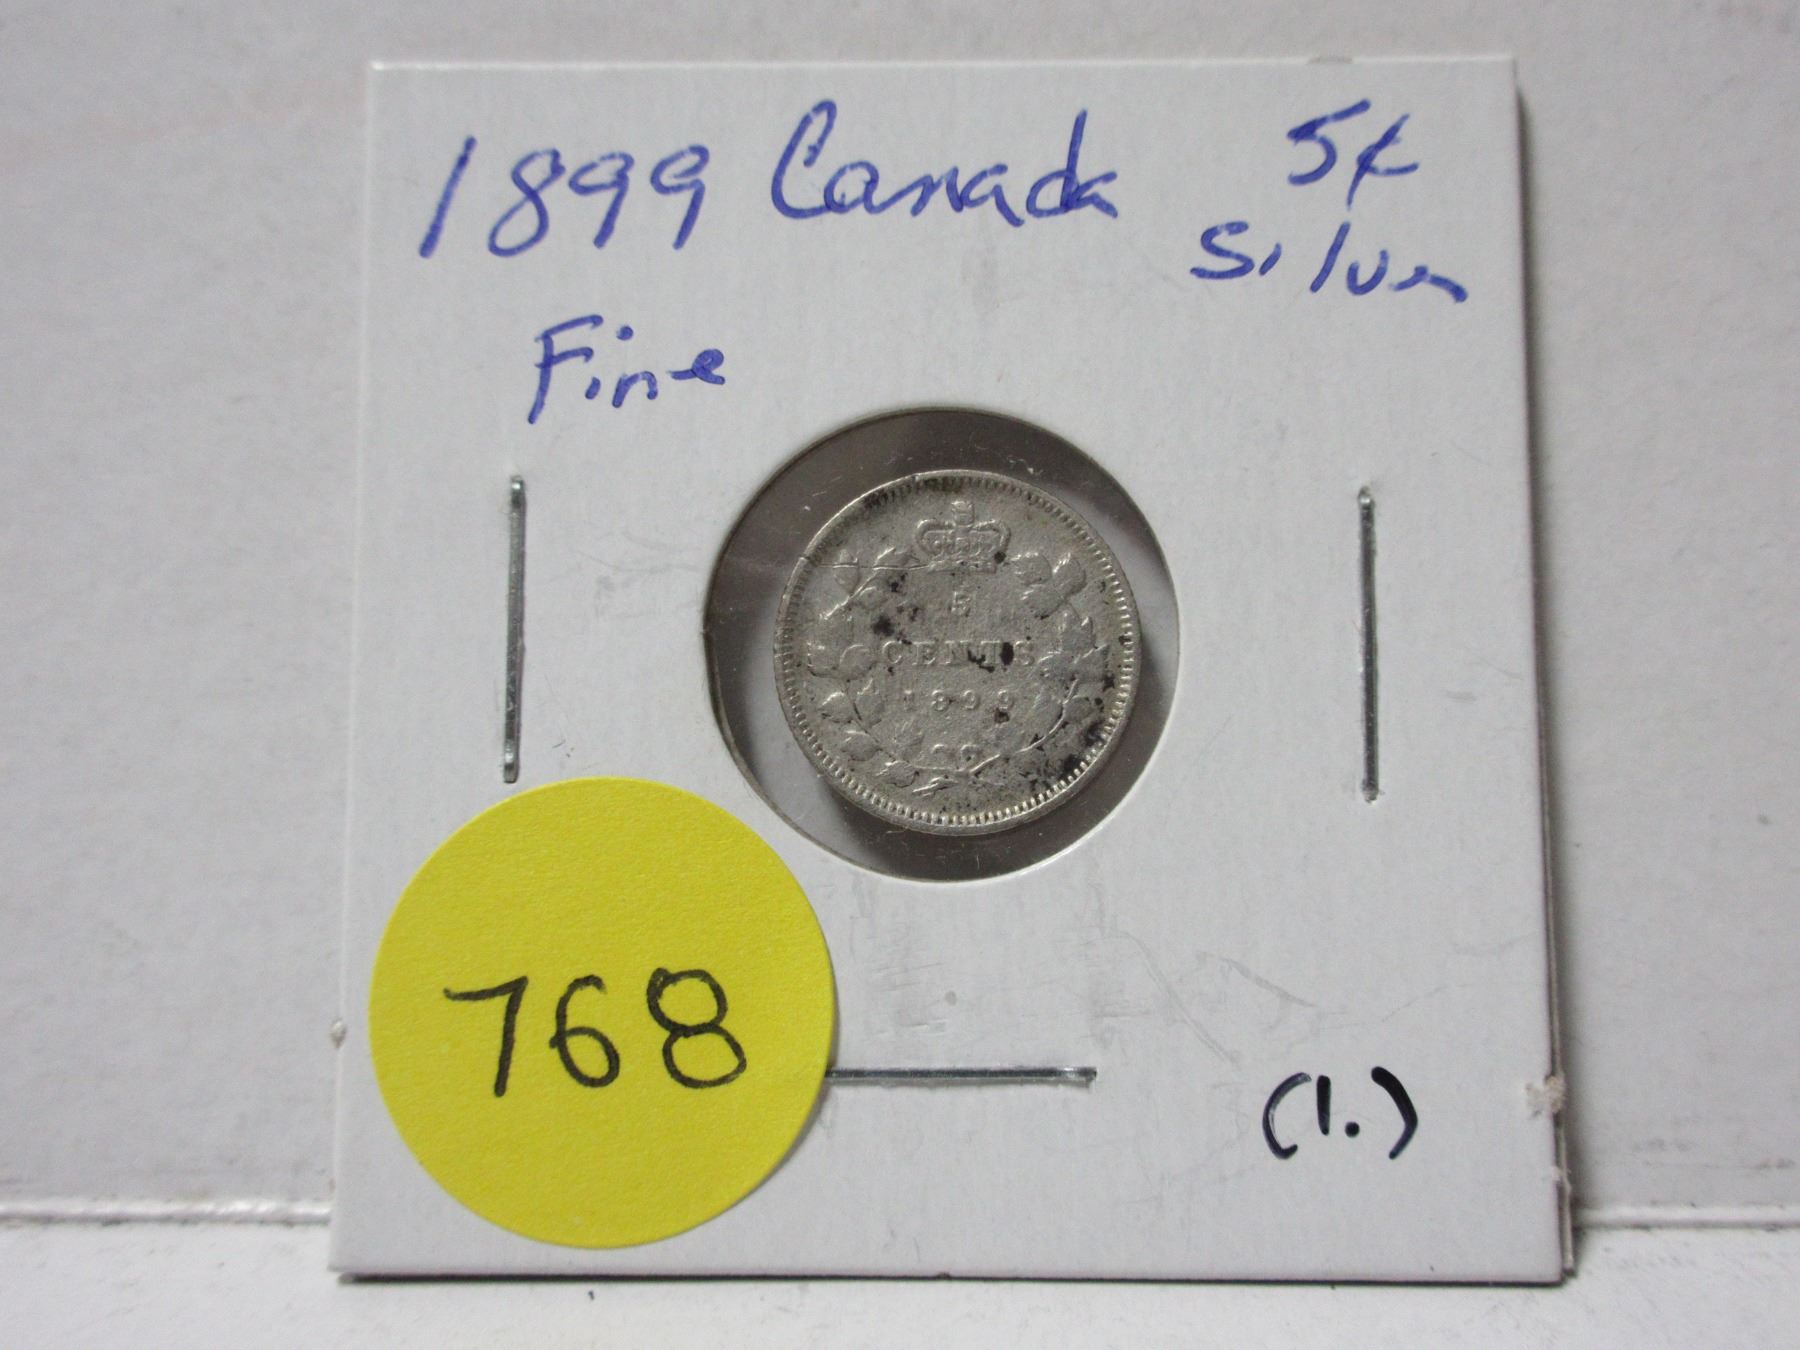 1899 Canada 5¢
Silver
Fine
5
CENTS
1899
768
(1.)